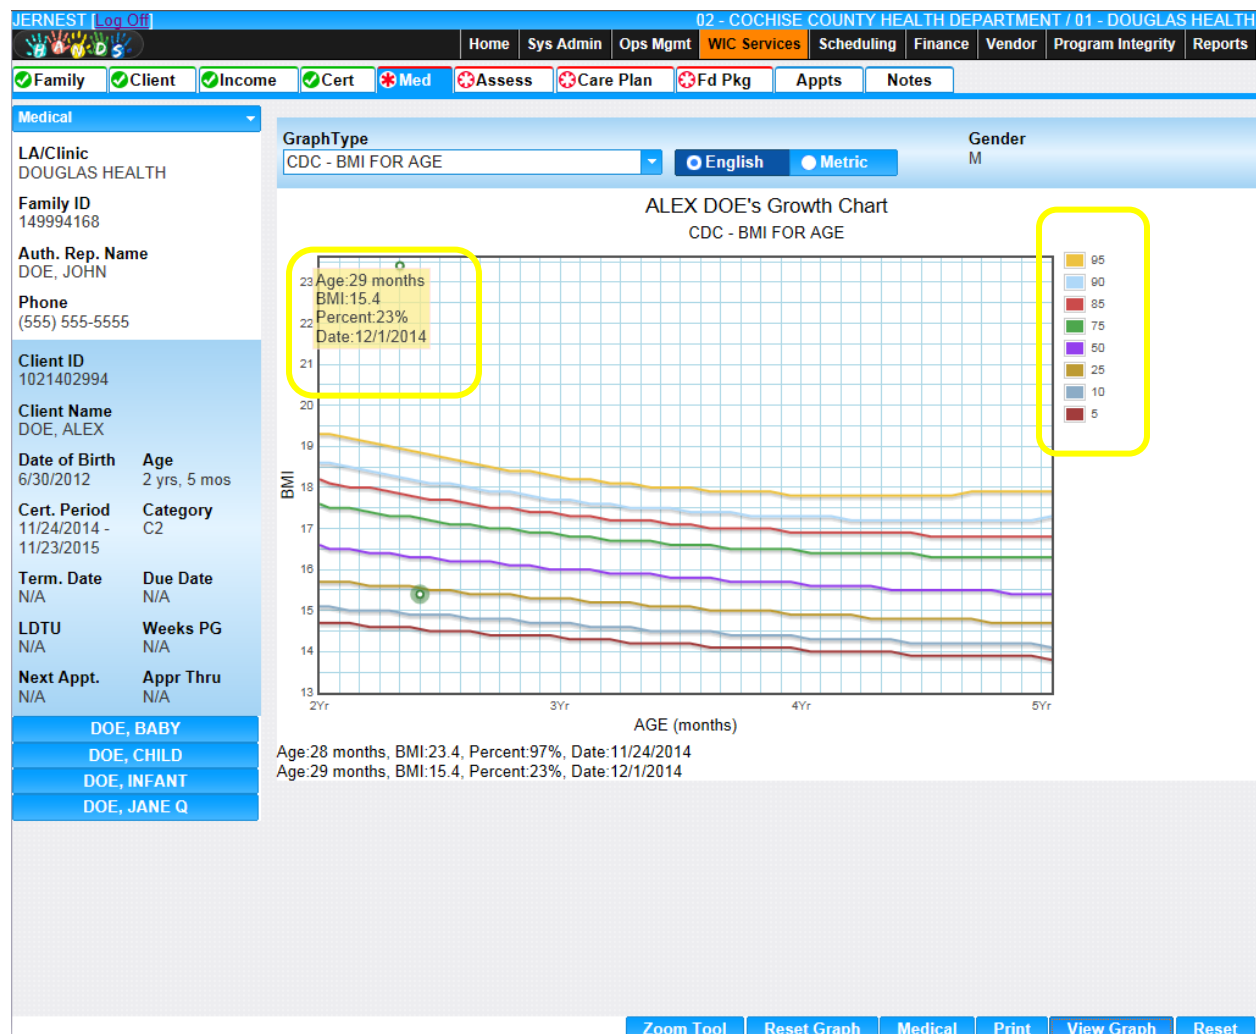 JERNEST [Log Off]
02 - COCHISE COUNTY HEALTH DEPARTMENT / 01 - DOUGLAS HEALTH
HANDS
Home Sys Admin Ops Mgmt WIC Services Scheduling Finance Vendor Program Integrity Reports
Family Client Income Cert Med Assess Care Plan Fd Pkg Appts Notes
Medical
LA/Clinic
DOUGLAS HEALTH
Family ID
149994168
Auth. Rep. Name
DOE, JOHN
Phone
(555) 555-5555
Client ID
1021402994
Client Name
DOE, ALEX
Date of Birth Age
6/30/2012 2 yrs, 5 mos
Cert. Period Category
11/24/2014 - C2
11/23/2015
Term. Date Due Date
N/A N/A
LDTU Weeks PG
N/A N/A
Next Appt. Appr Thru
N/A N/A
DOE, BABY
DOE, CHILD
DOE, INFANT
DOE, JANE Q
GraphType Gender
CDC - BMI FOR AGE English Metric M
ALEX DOE's Growth Chart
CDC - BMI FOR AGE
Age:29 months
BMI:15.4
Percent:23%
Date:12/1/2014
95
90
85
75
50
25
10
5
23
22
21
20
19
18
17
16
15
14
13
BMI
2Yr 3Yr 4Yr 5Yr
AGE (months)
Age:28 months, BMI:23.4, Percent:97%, Date:11/24/2014
Age:29 months, BMI:15.4, Percent:23%, Date:12/1/2014
Zoom Tool Reset Graph Medical Print View Graph Reset